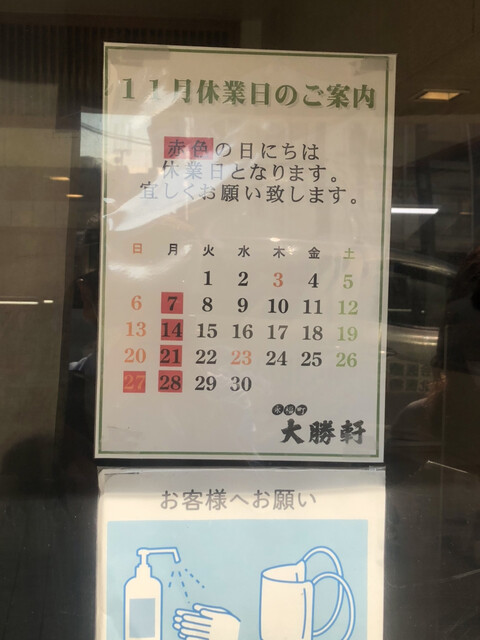 11月休業日のご案内
赤色の日にちは
休業日となります。
宜しくお願い致します。
日 月 火 水 木 金 土
1 2 3 4 5
6 7 8 9 10 11 12
13 14 15 16 17 18 19
20 21 22 23 24 25 26
27 28 29 30
茅場町
大勝軒
お客様へお願い